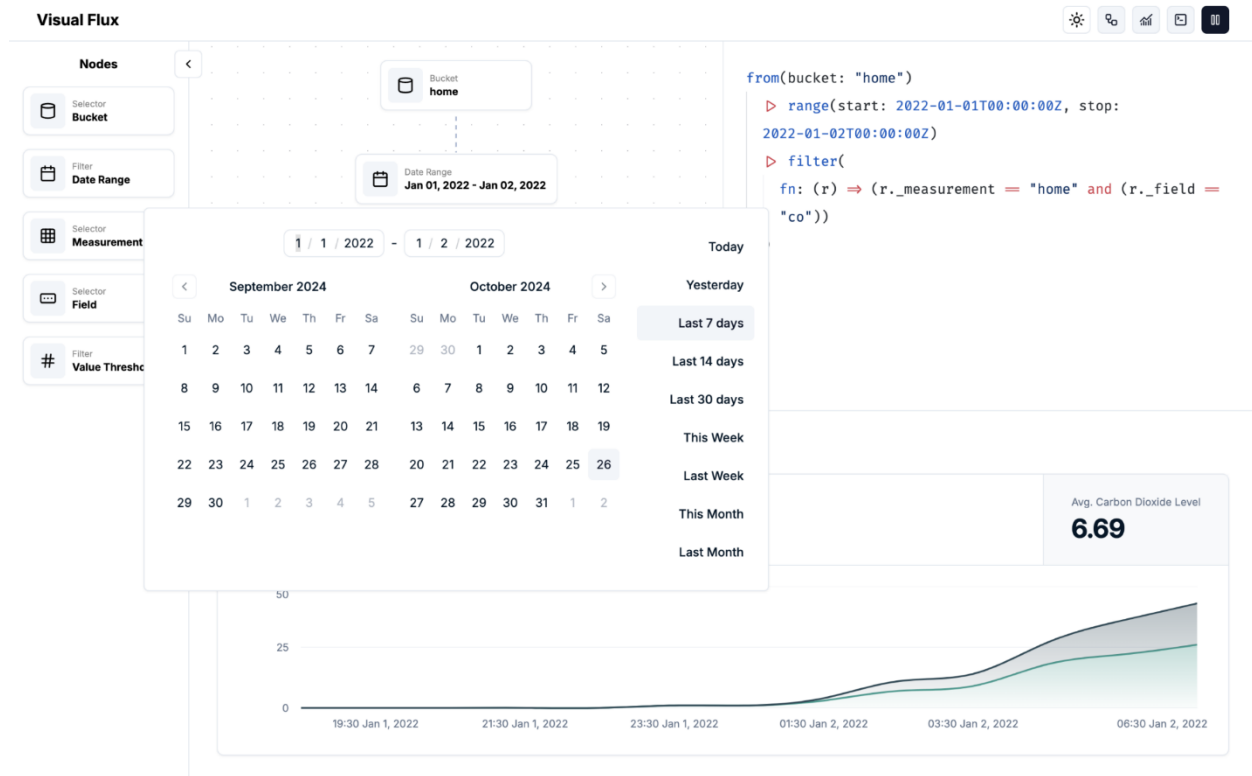 Visual Flux
Nodes
Selector
Bucket
Filter
Date Range
Selector
Measurement
Selector
Field
Filter
Value Thresho
Bucket
home
Date Range
Jan 01, 2022 - Jan 02, 2022
from(bucket: "home")
▷ range(start: 2022-01-01T00:00:00Z, stop:
2022-01-02T00:00:00Z)
▷ filter(
fn: (r) ⇒ (r._measurement == "home" and (r._field ==
"co"))
1 / 1 / 2022 - 1 / 2 / 2022
September 2024
Su Mo Tu We Th Fr Sa
1 2 3 4 5 6 7
8 9 10 11 12 13 14
15 16 17 18 19 20 21
22 23 24 25 26 27 28
29 30 1 2 3 4 5
October 2024
Su Mo Tu We Th Fr Sa
29 30 1 2 3 4 5
6 7 8 9 10 11 12
13 14 15 16 17 18 19
20 21 22 23 24 25 26
27 28 29 30 31 1 2
Today
Yesterday
Last 7 days
Last 14 days
Last 30 days
This Week
Last Week
This Month
Last Month
Avg. Carbon Dioxide Level
6.69
50
25
0
19:30 Jan 1, 2022 21:30 Jan 1, 2022 23:30 Jan 1, 2022 01:30 Jan 2, 2022 03:30 Jan 2, 2022 06:30 Jan 2, 2022